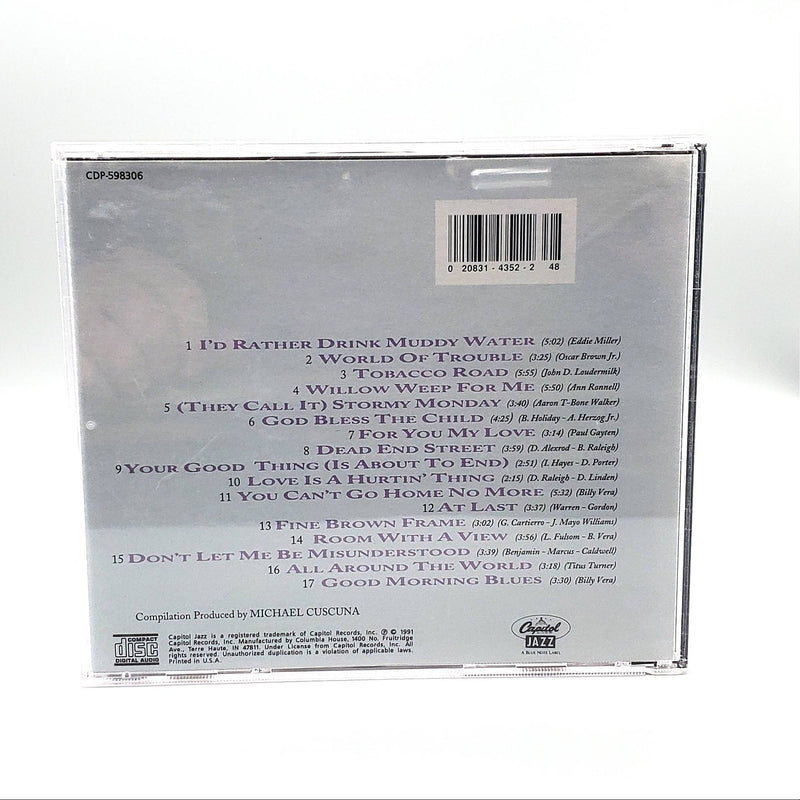 CDP-598306
0 20831 - 4352 - 2 48
1 I'D RATHER DRINK MUDDY WATER (5:02) (Eddie Miller)
2 WORLD OF TROUBLE (3:25) (Oscar Brown Jr.)
3 TOBACCO ROAD (5:55) (John D. Loudermilk)
4 WILLOW WEEP FOR ME (5:50) (Ann Ronnell)
5 (THEY CALL IT) STORMY MONDAY (3:40) (Aaron T-Bone Walker)
6 GOD BLESS THE CHILD (4:25) (B. Holiday - A. Herzog Jr.)
7 FOR YOU MY LOVE (3:14) (Paul Gayten)
8 DEAD END STREET (3:59) (D. Alexrod - B. Raleigh)
9 YOUR GOOD THING (IS ABOUT TO END) (2:51) (I. Hayes - D. Porter)
10 LOVE IS A HURTIN' THING (2:15) (D. Raleigh - D. Linden)
11 YOU CAN'T GO HOME NO MORE (5:32) (Billy Vera)
12 AT LAST (3:37) (Warren - Gordon)
13 FINE BROWN FRAME (3:02) (G. Cartierro - J. Mayo Williams)
14 ROOM WITH A VIEW (3:56) (L. Fulsom - B. Vera)
15 DON'T LET ME BE MISUNDERSTOOD (3:39) (Benjamin - Marcus - Caldwell)
16 ALL AROUND THE WORLD (3:18) (Titus Turner)
17 GOOD MORNING BLUES (3:30) (Billy Vera)
Compilation Produced by MICHAEL CUSCUNA
COMPACT
disc
DIGITAL AUDIO
Capitol Jazz is a registered trademark of Capitol Records, Inc. ℗ © 1991
Capitol Records, Inc. Manufactured by Columbia House, 1400 No. Fruitridge
Ave., Terre Haute, IN 47811. Under License from Capitol Records, Inc. All
rights reserved. Unauthorized duplication is a violation of applicable laws.
Printed in U.S.A.
Capitol
JAZZ
A BLUE NOTE LABEL